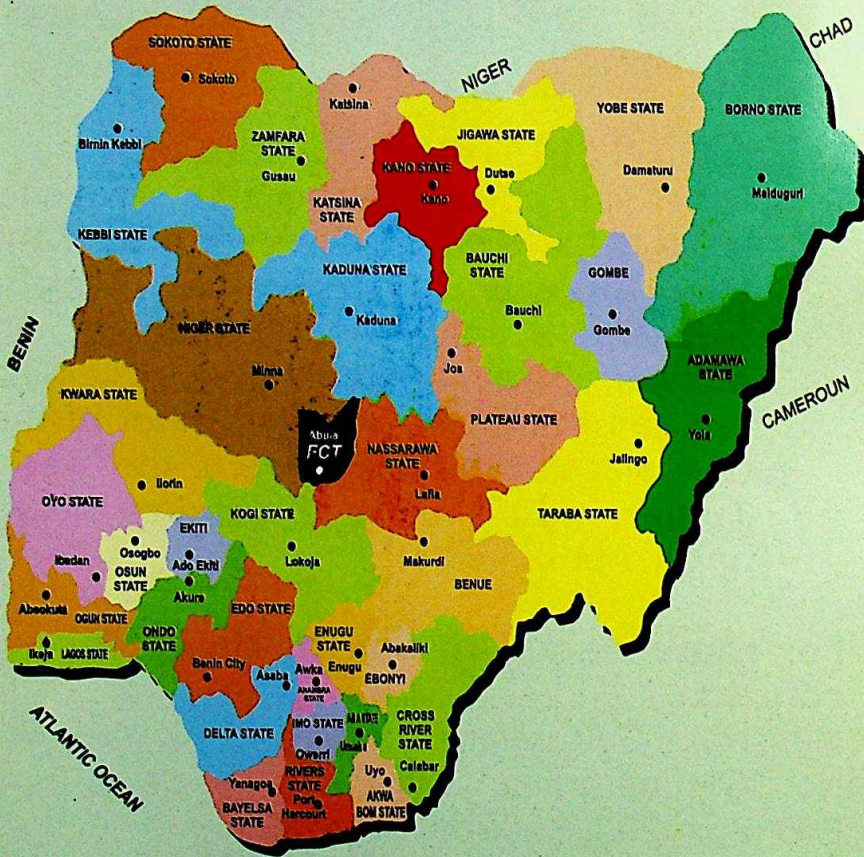 CHAD
SOKOTO STATE
Sokoto
NIGER
Katsina
YOBE STATE
BORNO STATE
Birnin Kebbi
ZAMFARA
STATE
Gusau
JIGAWA STATE
KANO STATE
Kano
Dutse
Damaturu
Maiduguri
KATSINA
STATE
KEBBI STATE
KADUNA STATE
Kaduna
BAUCHI
STATE
Bauchi
GOMBE
Gombe
BENIN
NIGER STATE
Minna
Jos
ADAMAWA
STATE
Yola
CAMEROUN
KWARA STATE
Ilorin
Abuja
FCT
NASSARAWA
STATE
Lafia
PLATEAU STATE
Jalingo
TARABA STATE
OYO STATE
Ibadan
Osogbo
OSUN
STATE
EKITI
Ado Ekiti
KOGI STATE
Lokoja
Makurdi
BENUE
Akure
Abeokuta
OGUN STATE
ONDO
STATE
EDO STATE
Benin City
Ikeja
LAGOS STATE
ENUGU
STATE
Enugu
Abakaliki
EBONYI
Asaba
Awka
ANAMBRA
STATE
DELTA STATE
IMO STATE
Owerri
CROSS
RIVER
STATE
Calabar
ATLANTIC OCEAN
Yanagoa
BAYELSA
STATE
RIVERS
STATE
Port
Harcourt
Uyo
AKWA
BOM STATE